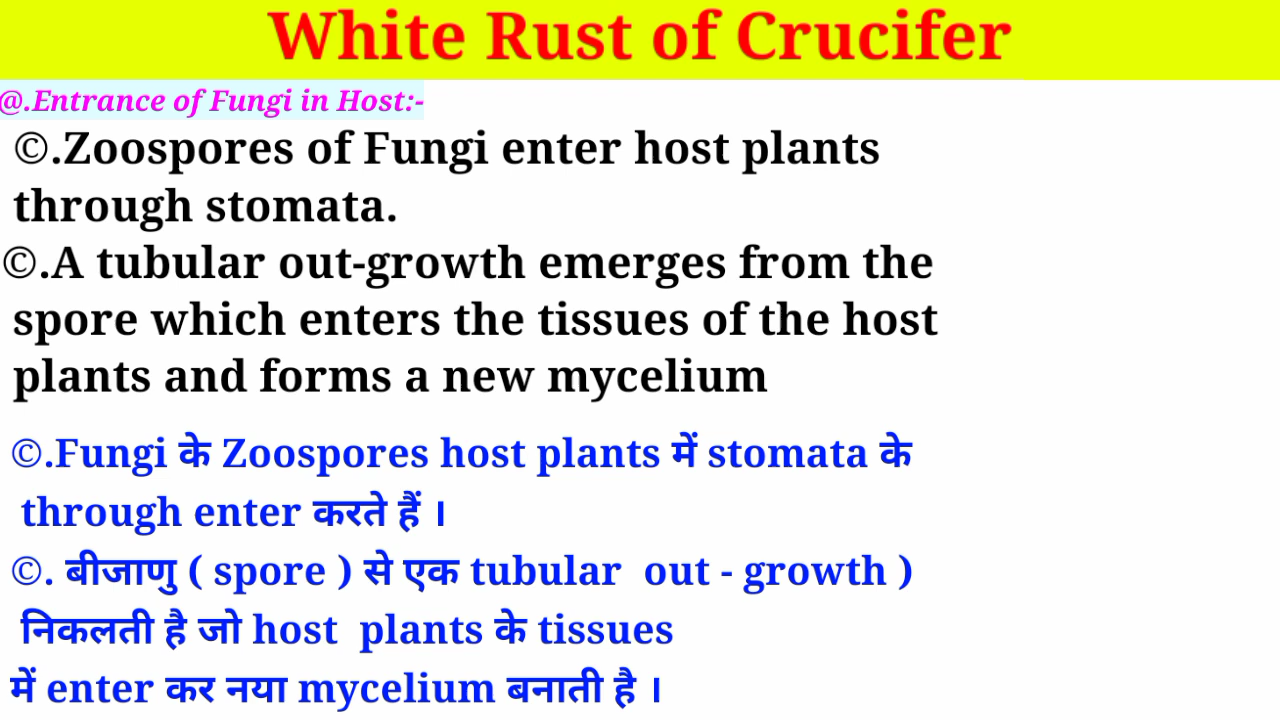 White Rust of Crucifer
@.Entrance of Fungi in Host:-
©.Zoospores of Fungi enter host plants
through stomata.
©.A tubular out-growth emerges from the
spore which enters the tissues of the host
plants and forms a new mycelium
©.Fungi के Zoospores host plants में stomata के
through enter करते हैं ।
©. बीजाणु ( spore ) से एक tubular out - growth )
निकलती है जो host plants के tissues
में enter कर नया mycelium बनाती है ।